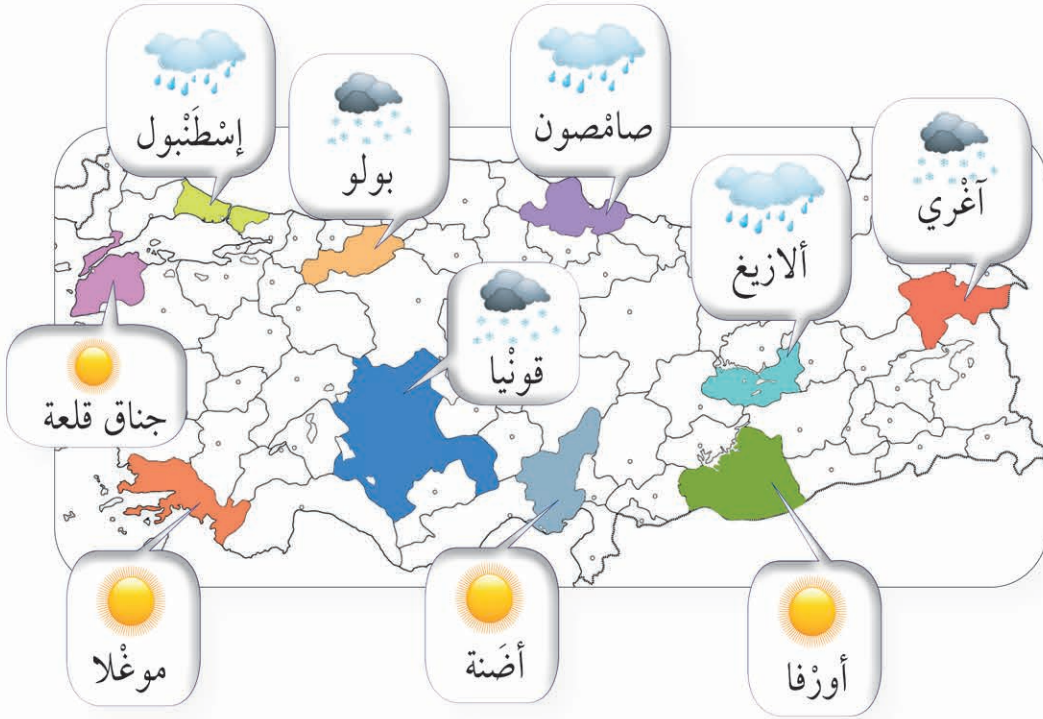 إسْطَنْبول
بولو
صامْصون
آغْري
ألازيغ
قونْيا
جناق قلعة
موغْلا
أضَنة
أورْفا